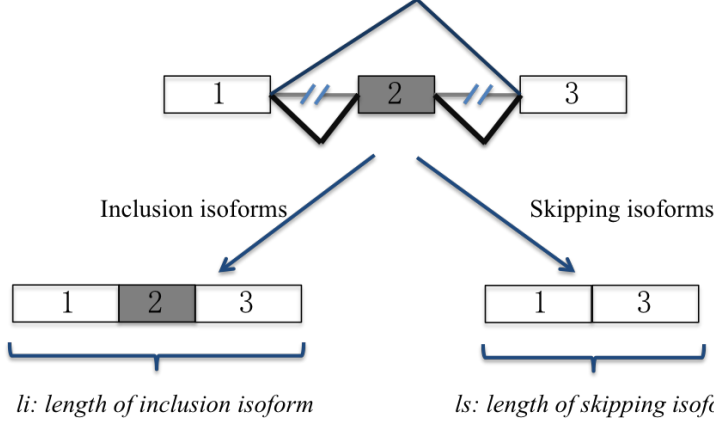 1 2 3
Inclusion isoforms Skipping isoforms
1 2 3 1 3
li: length of inclusion isoform ls: length of skipping